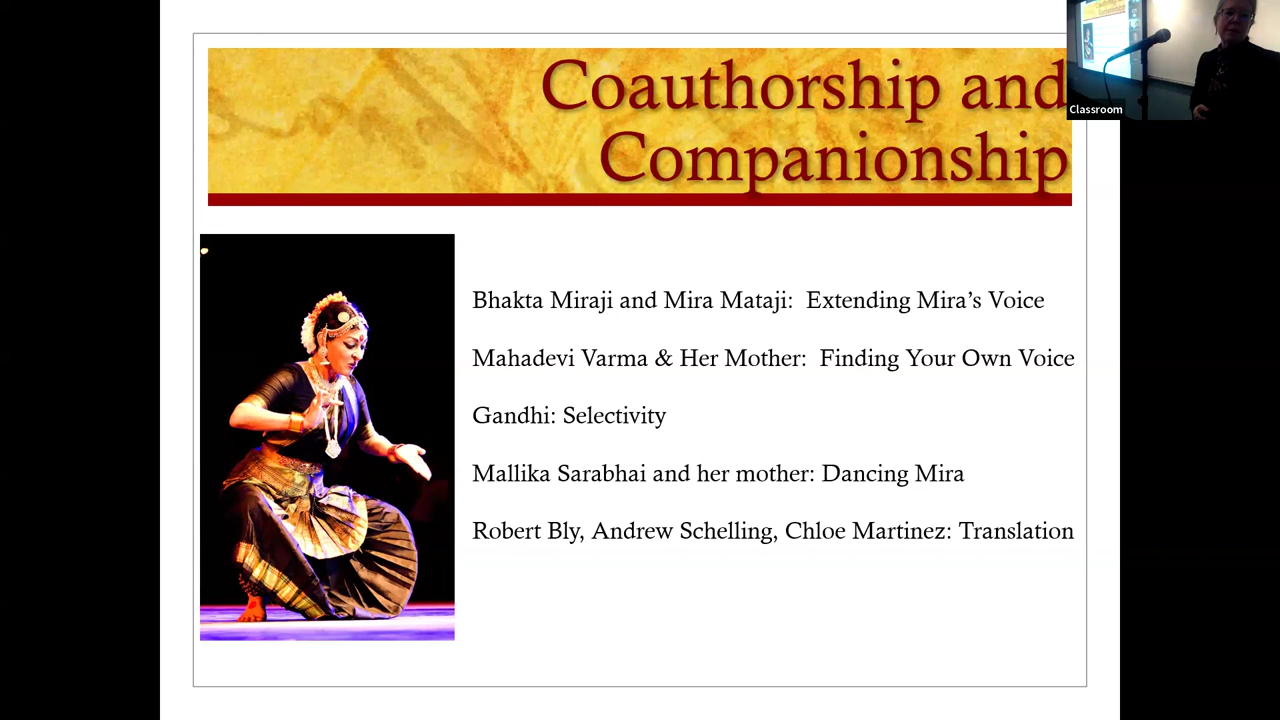 Coauthorship and
Companionship
Classroom
Bhakta Miraji and Mira Mataji:  Extending Mira’s Voice
Mahadevi Varma & Her Mother:  Finding Your Own Voice
Gandhi: Selectivity
Mallika Sarabhai and her mother: Dancing Mira
Robert Bly, Andrew Schelling, Chloe Martinez: Translation